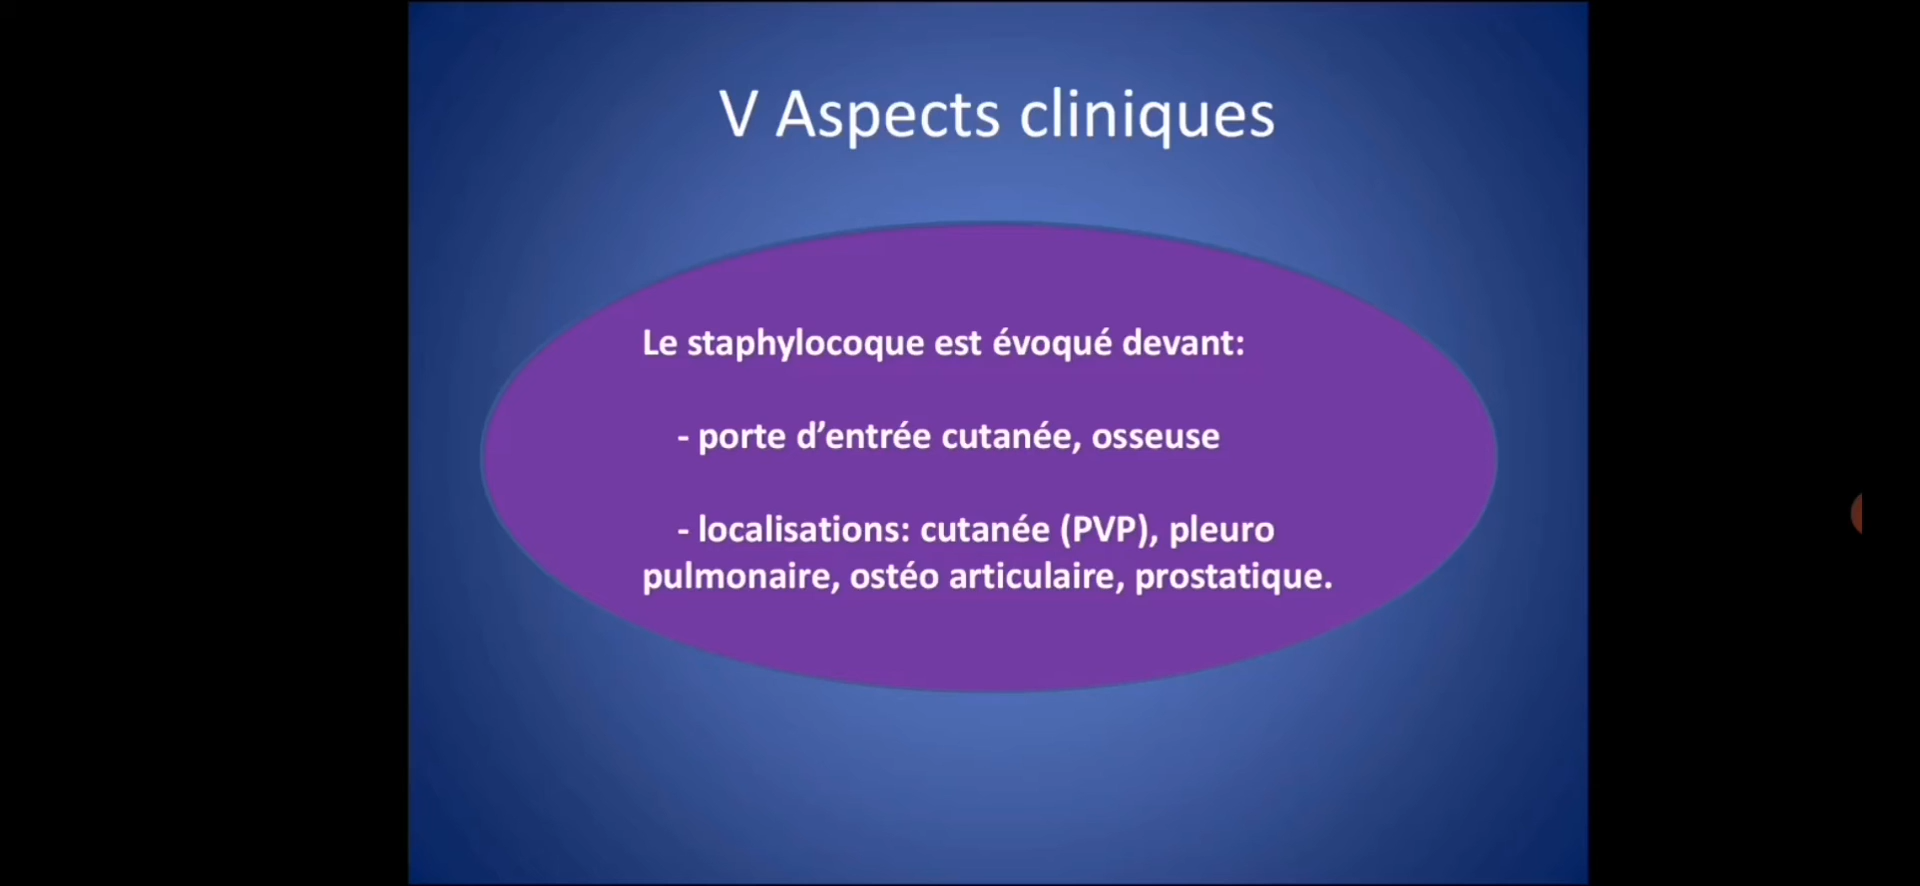 V Aspects cliniques
Le staphylocoque est évoqué devant:
- porte d’entrée cutanée, osseuse
- localisations: cutanée (PVP), pleuro
pulmonaire, ostéo articulaire, prostatique.